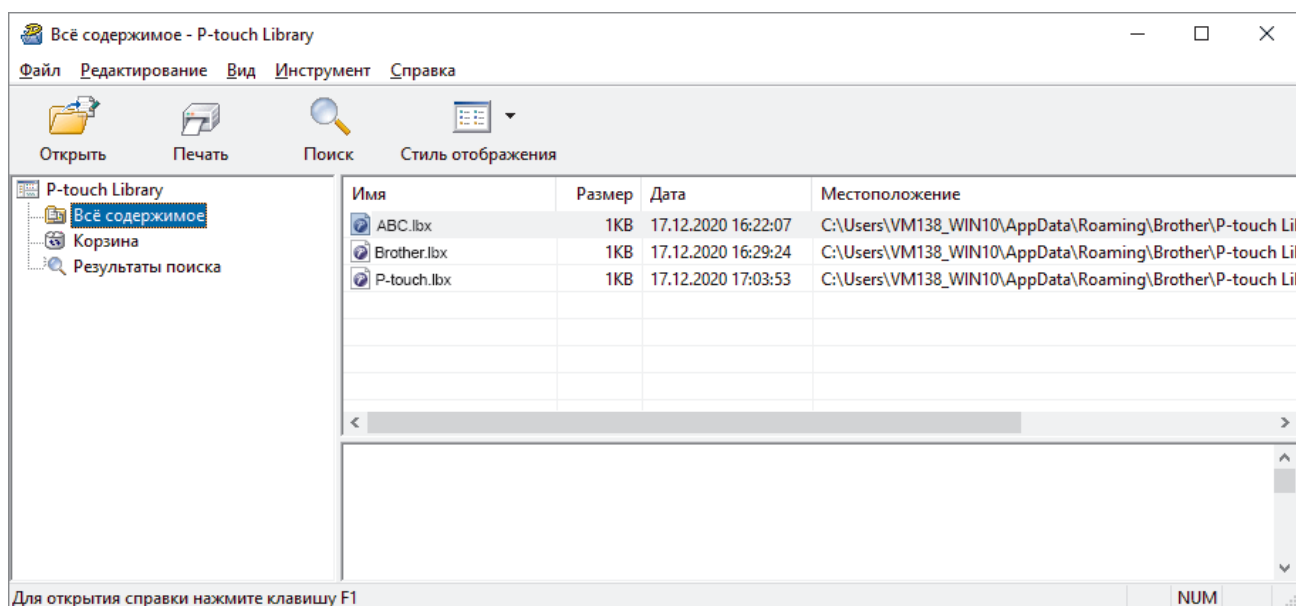 Всё содержимое - P-touch Library
Файл Редактирование Вид Инструмент Справка
Открыть Печать Поиск Стиль отображения
P-touch Library
Всё содержимое
Корзина
Результаты поиска
Имя Размер Дата Местоположение
ABC.lbx 1KB 17.12.2020 16:22:07 C:\Users\VM138_WIN10\AppData\Roaming\Brother\P-touch Li
Brother.lbx 1KB 17.12.2020 16:29:24 C:\Users\VM138_WIN10\AppData\Roaming\Brother\P-touch Li
P-touch.lbx 1KB 17.12.2020 17:03:53 C:\Users\VM138_WIN10\AppData\Roaming\Brother\P-touch Li
Для открытия справки нажмите клавишу F1 NUM